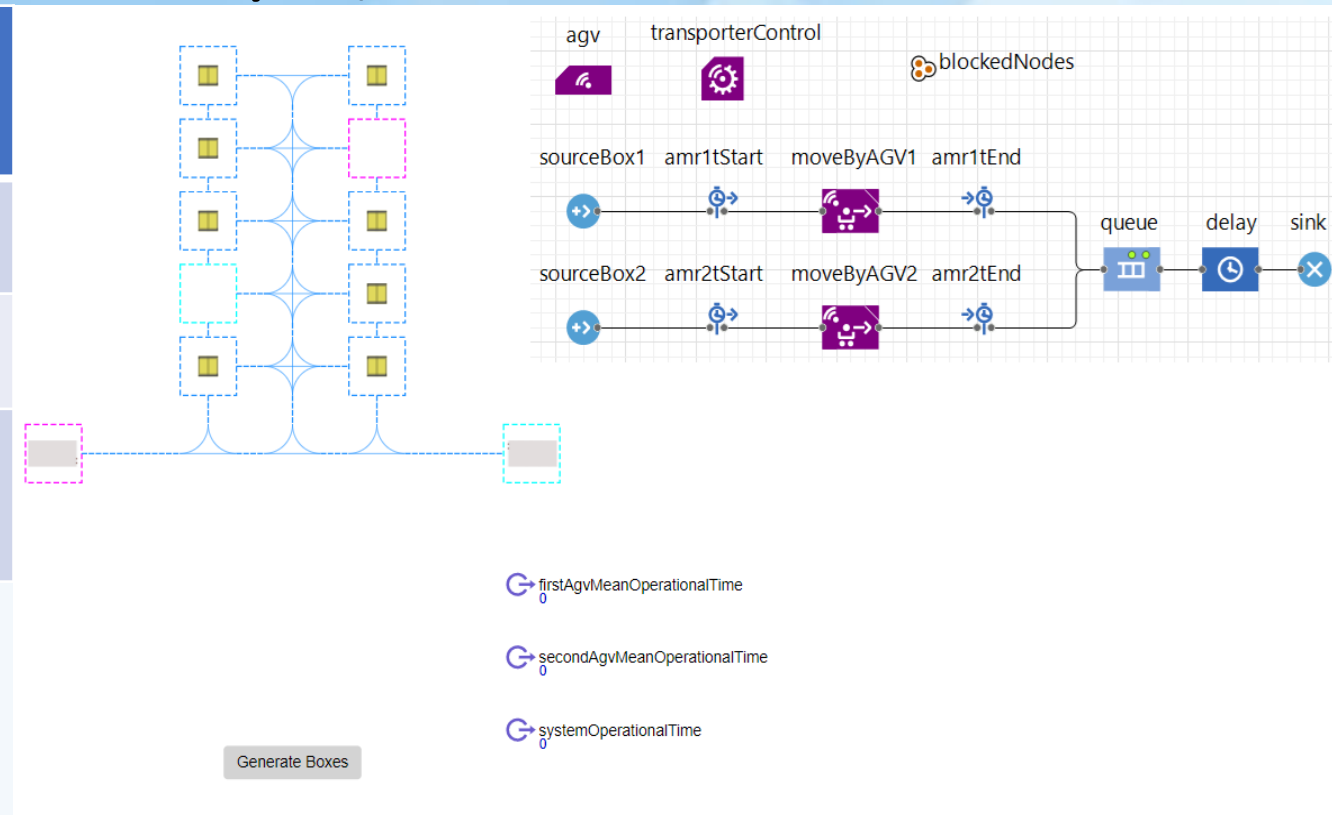 agv
transporterControl
blockedNodes
sourceBox1
amr1tStart
moveByAGV1
amr1tEnd
queue
delay
sink
sourceBox2
amr2tStart
moveByAGV2
amr2tEnd
firstAgvMeanOperationalTime
0
secondAgvMeanOperationalTime
0
systemOperationalTime
0
Generate Boxes